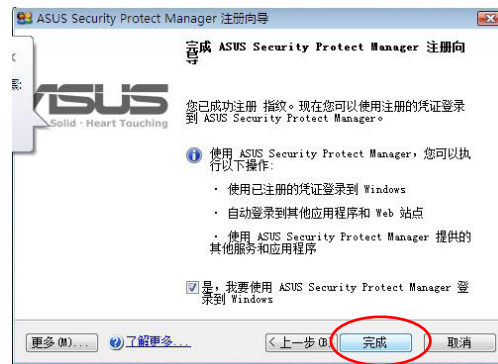 ASUS Security Protect Manager 注册向导
完成 ASUS Security Protect Manager 注册向
导
ASUS
Solid · Heart Touching
您已成功注册 指纹。现在您可以使用注册的凭证登录
到 ASUS Security Protect Manager。
使用 ASUS Security Protect Manager，您可以执
行以下操作:
· 使用已注册的凭证登录到 Windows
· 自动登录到其他应用程序和 Web 站点
· 使用 ASUS Security Protect Manager 提供的
其他服务和应用程序
是，我要使用 ASUS Security Protect Manager 登
录到 Windows
更多(M)... 了解更多... <上一步(B) 完成 取消